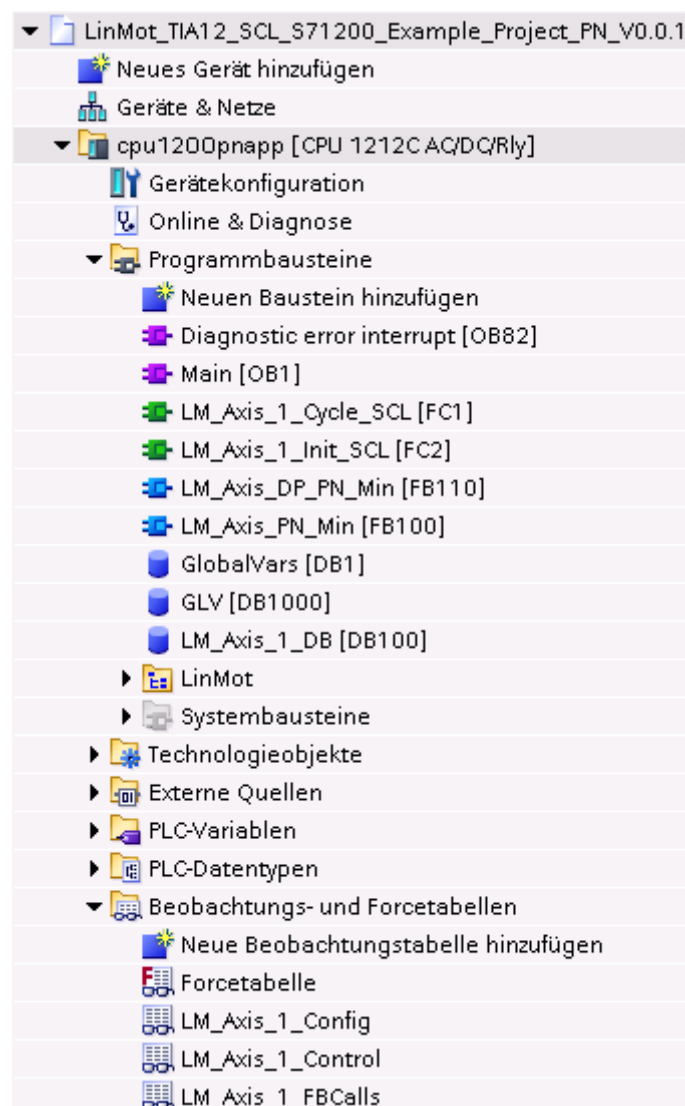 LinMot_TIA12_SCL_S71200_Example_Project_PN_V0.0.1
Neues Gerät hinzufügen
Geräte & Netze
cpu1200pnapp [CPU 1212C AC/DC/Rly]
Gerätekonfiguration
Online & Diagnose
Programmbausteine
Neuen Baustein hinzufügen
Diagnostic error interrupt [OB82]
Main [OB1]
LM_Axis_1_Cycle_SCL [FC1]
LM_Axis_1_Init_SCL [FC2]
LM_Axis_DP_PN_Min [FB110]
LM_Axis_PN_Min [FB100]
GlobalVars [DB1]
GLV [DB1000]
LM_Axis_1_DB [DB100]
LinMot
Systembausteine
Technologieobjekte
Externe Quellen
PLC-Variablen
PLC-Datentypen
Beobachtungs- und Forcetabellen
Neue Beobachtungstabelle hinzufügen
Forcetabelle
LM_Axis_1_Config
LM_Axis_1_Control
LM_Axis_1_FBCalls